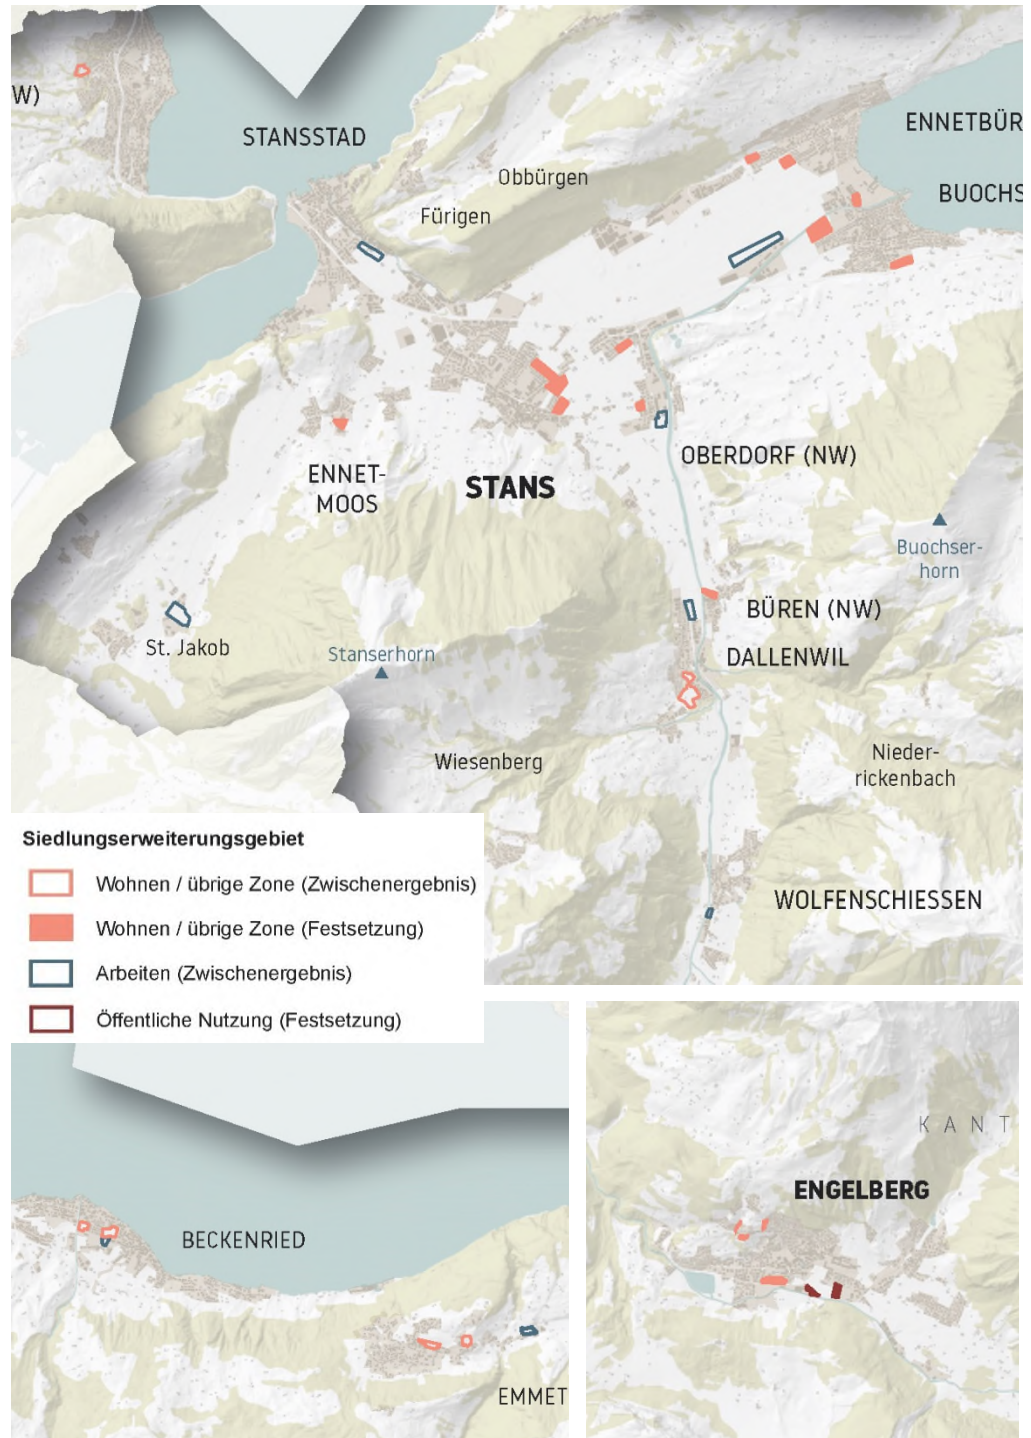 W)
STANSSTAD
ENNETBÜR
Obbürgen
BUOCHS
Fürigen
OBERDORF (NW)
ENNET-
MOOS
STANS
Buochser-
horn
BÜREN (NW)
St. Jakob
Stanserhorn
DALLENWIL
Wiesenberg
Nieder-
rickenbach
WOLFENSCHIESSEN
Siedlungserweiterungsgebiet
Wohnen / übrige Zone (Zwischenergebnis)
Wohnen / übrige Zone (Festsetzung)
Arbeiten (Zwischenergebnis)
Öffentliche Nutzung (Festsetzung)
BECKENRIED
EMMET
KANT
ENGELBERG